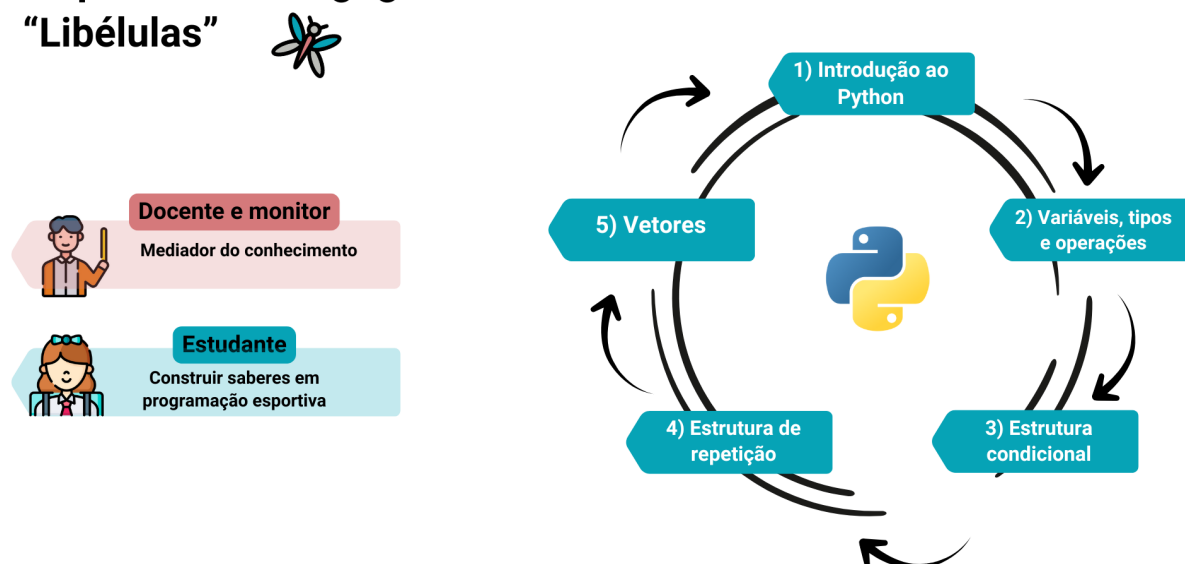 “Libélulas”
Docente e monitor
Mediador do conhecimento
Estudante
Construir saberes em
programação esportiva
1) Introdução ao
Python
2) Variáveis, tipos
e operações
3) Estrutura
condicional
4) Estrutura de
repetição
5) Vetores